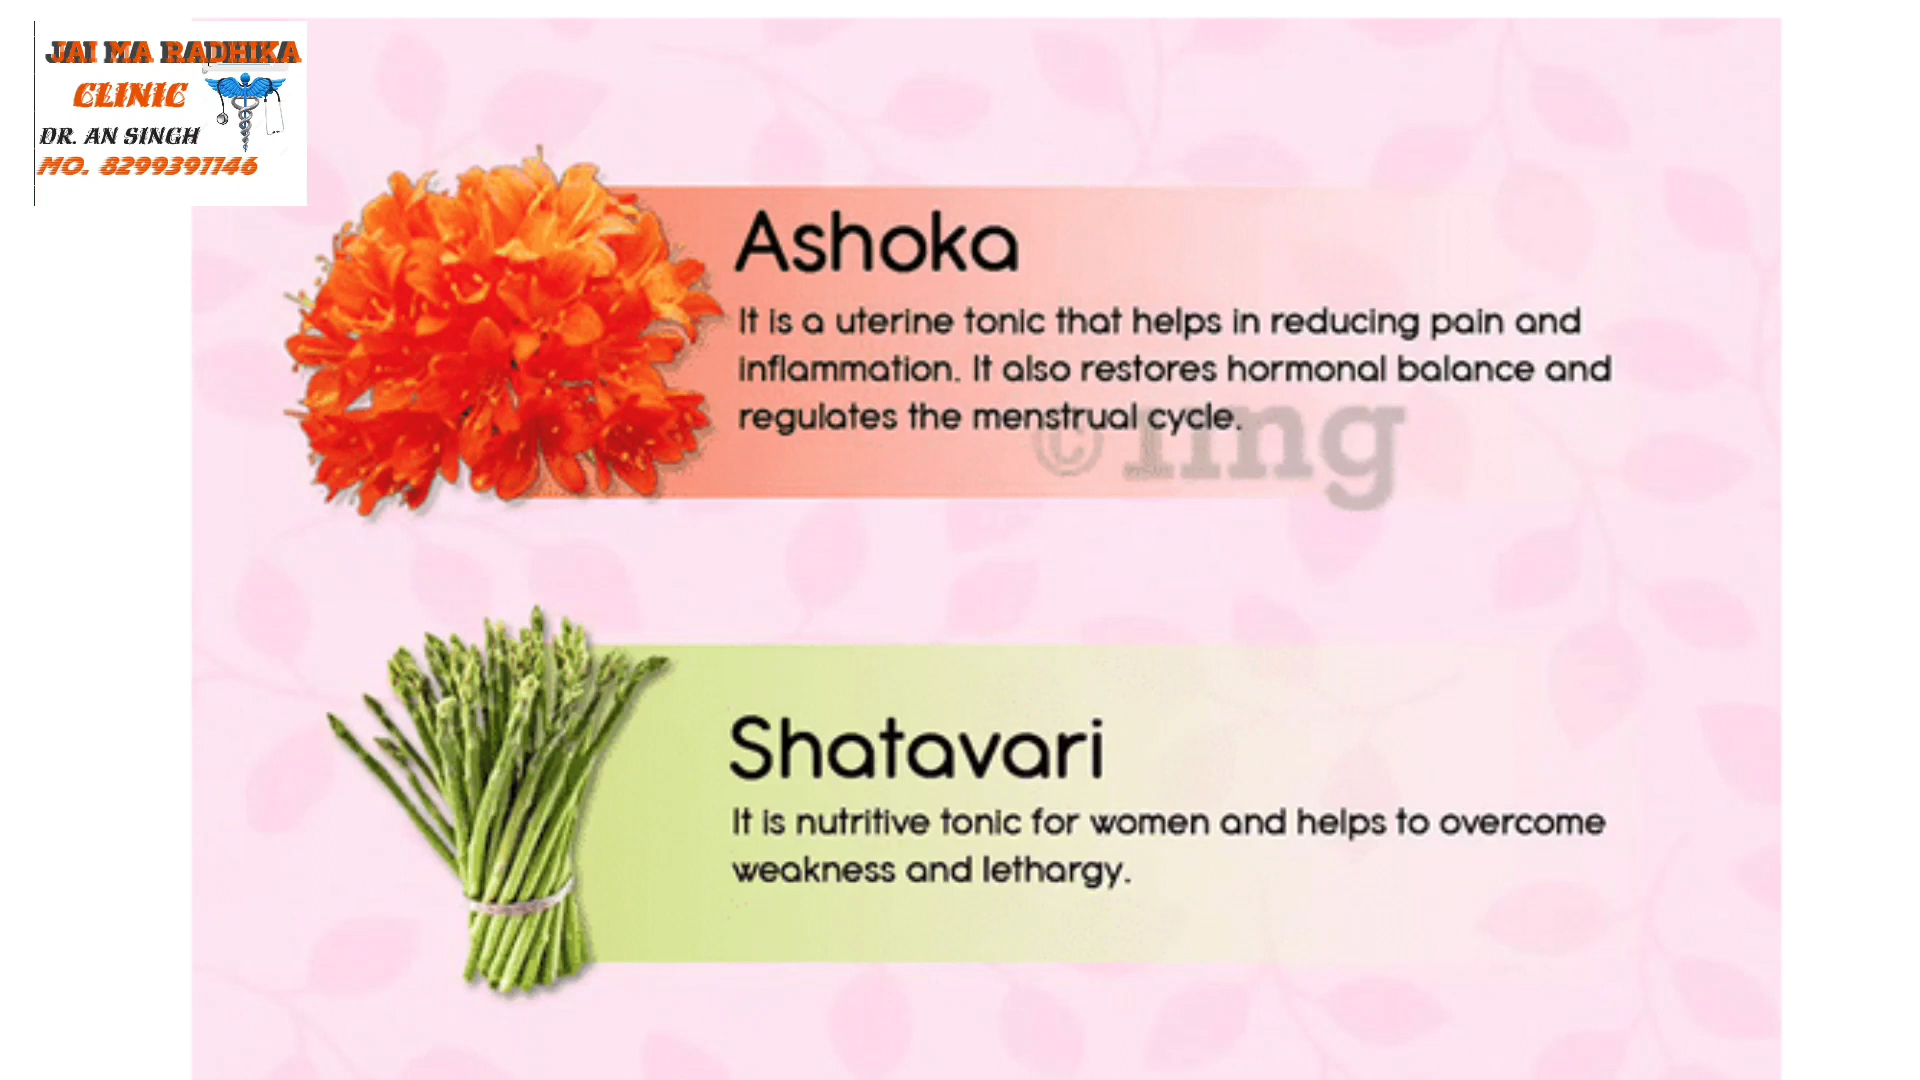 JAI MA RADHIKA
CLINIC
DR. AN SINGH
MO. 8299391146
Ashoka
It is a uterine tonic that helps in reducing pain and
inflammation. It also restores hormonal balance and
regulates the menstrual cycle.
© 1mg
Shatavari
It is nutritive tonic for women and helps to overcome
weakness and lethargy.